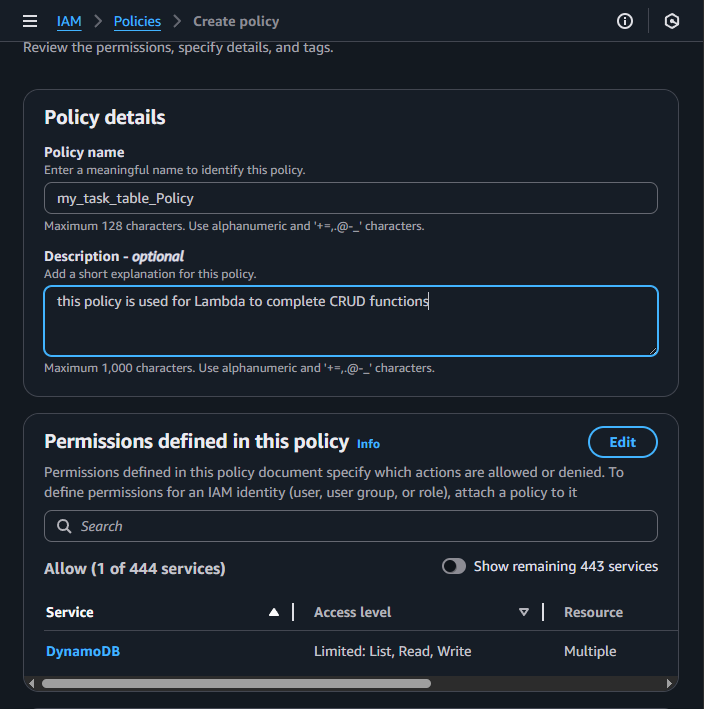 IAM > Policies > Create policy
Review the permissions, specify details, and tags.
Policy details
Policy name
Enter a meaningful name to identify this policy.
my_task_table_Policy
Maximum 128 characters. Use alphanumeric and '+=,.@-_' characters.
Description - optional
Add a short explanation for this policy.
this policy is used for Lambda to complete CRUD functions
Maximum 1,000 characters. Use alphanumeric and '+=,.@-_' characters.
Permissions defined in this policy Info
Edit
Permissions defined in this policy document specify which actions are allowed or denied. To
define permissions for an IAM identity (user, user group, or role), attach a policy to it
Search
Allow (1 of 444 services)
Show remaining 443 services
Service Access level Resource
DynamoDB Limited: List, Read, Write Multiple